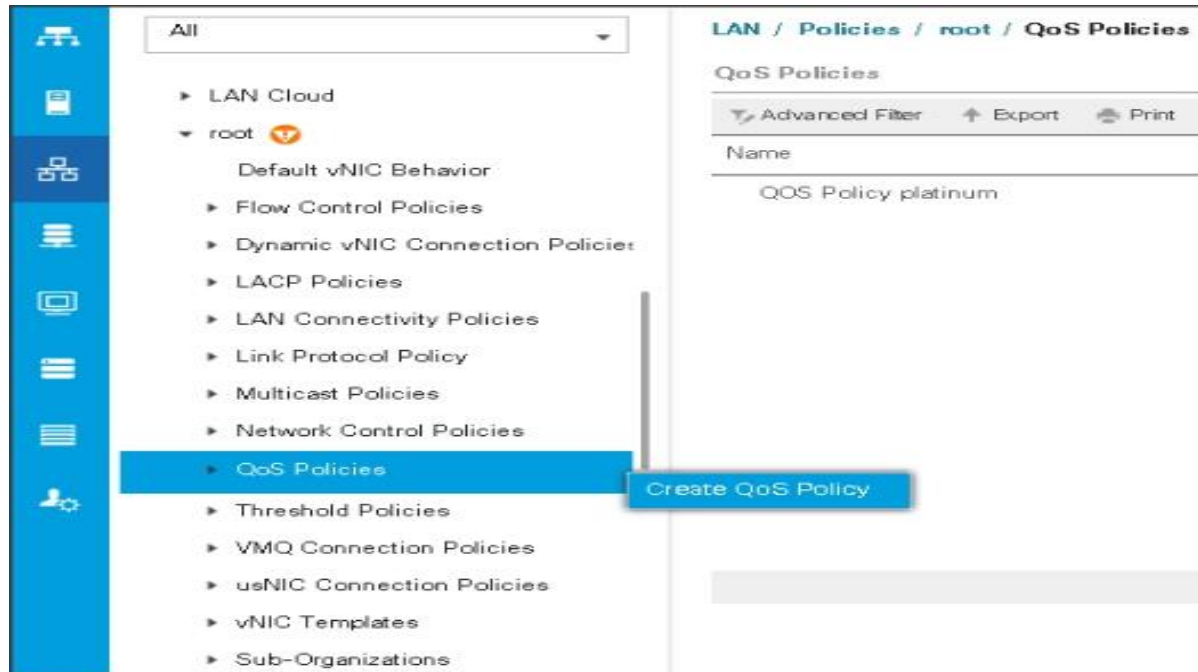 All
LAN Cloud
root
Default vNIC Behavior
Flow Control Policies
Dynamic vNIC Connection Policies
LACP Policies
LAN Connectivity Policies
Link Protocol Policy
Multicast Policies
Network Control Policies
QoS Policies
Create QoS Policy
Threshold Policies
VMQ Connection Policies
usNIC Connection Policies
vNIC Templates
Sub-Organizations
LAN / Policies / root / QoS Policies
QoS Policies
Advanced Filter Export Print
Name
QOS Policy platinum